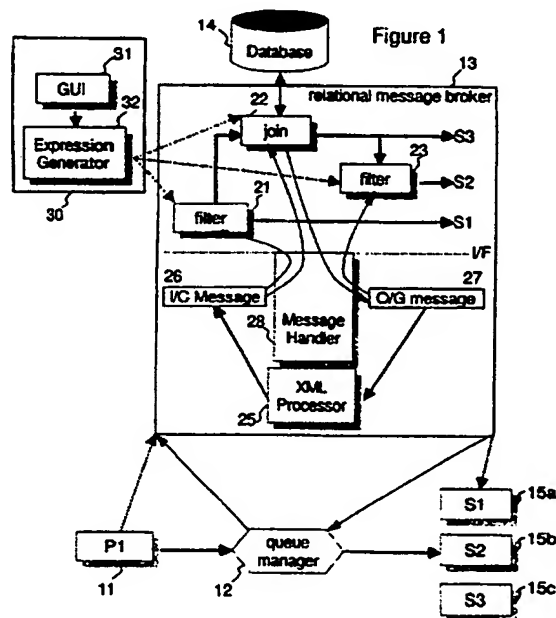 Figure 1
14
Database
13
31
GUI
32
Expression
Generator
30
relational message broker
22
join
S3
23
filter
S2
21
filter
S1
I/F
26
I/C Message
27
O/G message
28
Message
Handler
25
XML
Processor
P1
11
queue
manager
12
S1
15a
S2
15b
S3
15c